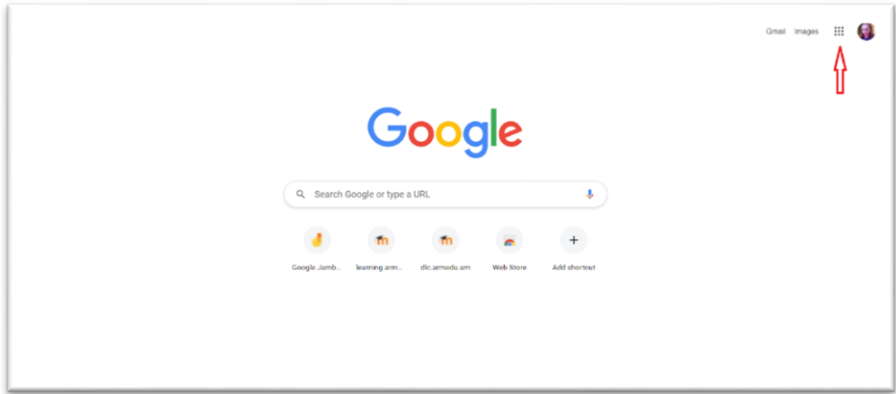 Gmail Images
Google
Search Google or type a URL
Google Jamb... learning.arm... dlc.armedu.am Web Store Add shortcut